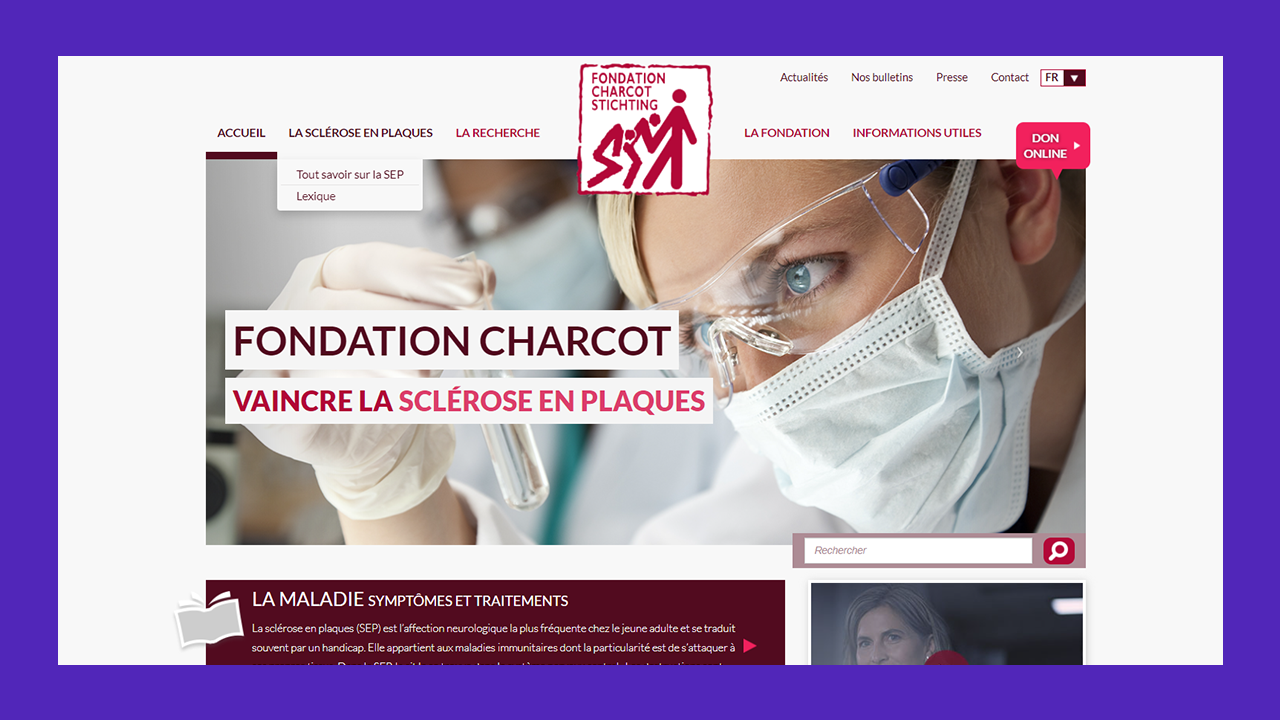 Actualités Nos bulletins Presse Contact FR
FONDATION
CHARCOT
STICHTING
ACCUEIL LA SCLÉROSE EN PLAQUES LA RECHERCHE LA FONDATION INFORMATIONS UTILES
DON
ONLINE
Tout savoir sur la SEP
Lexique
FONDATION CHARCOT
VAINCRE LA SCLÉROSE EN PLAQUES
Rechercher
LA MALADIE SYMPTÔMES ET TRAITEMENTS
La sclérose en plaques (SEP) est l'affection neurologique la plus fréquente chez le jeune adulte et se traduit
souvent par un handicap. Elle appartient aux maladies immunitaires dont la particularité est de s'attaquer à